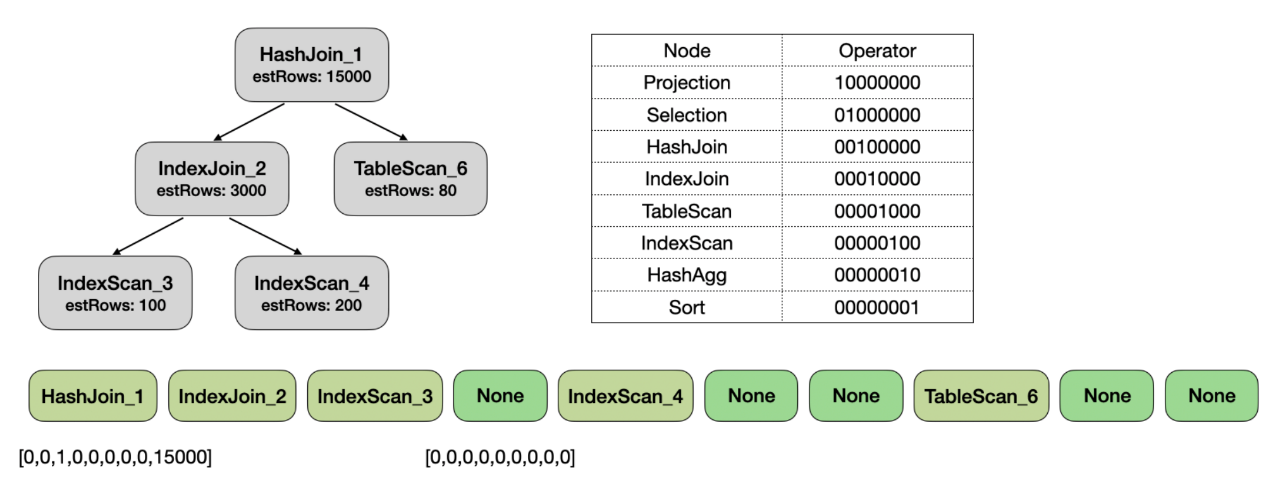 HashJoin_1
estRows: 15000
IndexJoin_2
estRows: 3000
TableScan_6
estRows: 80
IndexScan_3
estRows: 100
IndexScan_4
estRows: 200
Node Operator
Projection 10000000
Selection 01000000
HashJoin 00100000
IndexJoin 00010000
TableScan 00001000
IndexScan 00000100
HashAgg 00000010
Sort 00000001
HashJoin_1 IndexJoin_2 IndexScan_3 None IndexScan_4 None None TableScan_6 None None
[0,0,1,0,0,0,0,0,15000] [0,0,0,0,0,0,0,0,0]